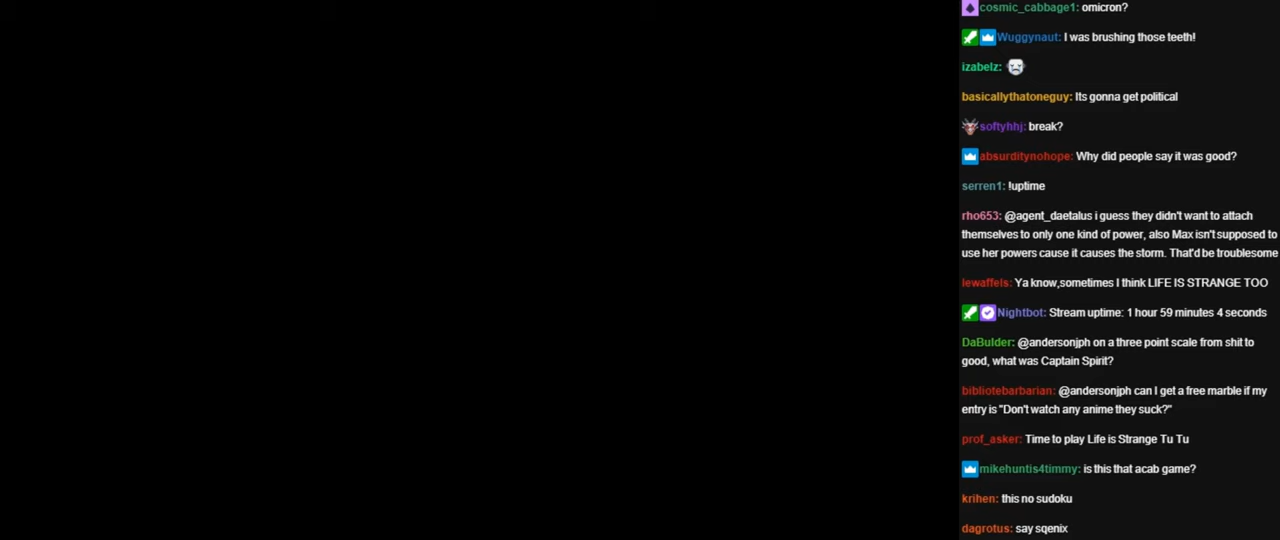 cosmic_cabbage1: omicron?
Wuggynaut: I was brushing those teeth!
izabelz:
basicallythatoneguy: Its gonna get political
softyhhj: break?
absurditynohope: Why did people say it was good?
serren1: !uptime
rho653: @agent_daetalus i guess they didn't want to attach
themselves to only one kind of power, also Max isn't supposed to
use her powers cause it causes the storm. That'd be troublesome
lewaffels: Ya know,sometimes I think LIFE IS STRANGE TOO
Nightbot: Stream uptime: 1 hour 59 minutes 4 seconds
DaBulder: @andersonjph on a three point scale from shit to
good, what was Captain Spirit?
bibliotebarbarian: @andersonjph can I get a free marble if my
entry is "Don't watch any anime they suck?"
prof_asker: Time to play Life is Strange Tu Tu
mikehuntis4timmy: is this that acab game?
krihen: this no sudoku
dagrotus: say sqenix